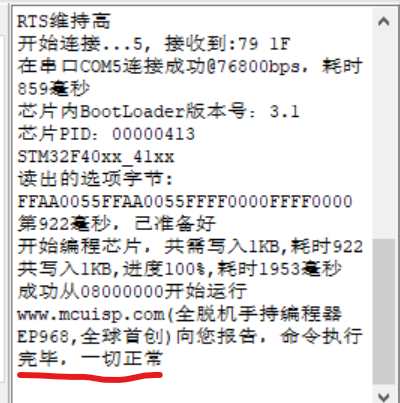 RTS维持高
开始连接...5, 接收到:79 1F
在串口COM5连接成功@76800bps，耗时
859毫秒
芯片内BootLoader版本号：3.1
芯片PID：00000413
STM32F40xx_41xx
读出的选项字节:
FFAA0055FFAA0055FFFF0000FFFF0000
第922毫秒，已准备好
开始编程芯片，共需写入1KB,耗时922
共写入1KB,进度100%,耗时1953毫秒
成功从08000000开始运行
www.mcuisp.com(全脱机手持编程器
EP968,全球首创)向您报告，命令执行
完毕，一切正常